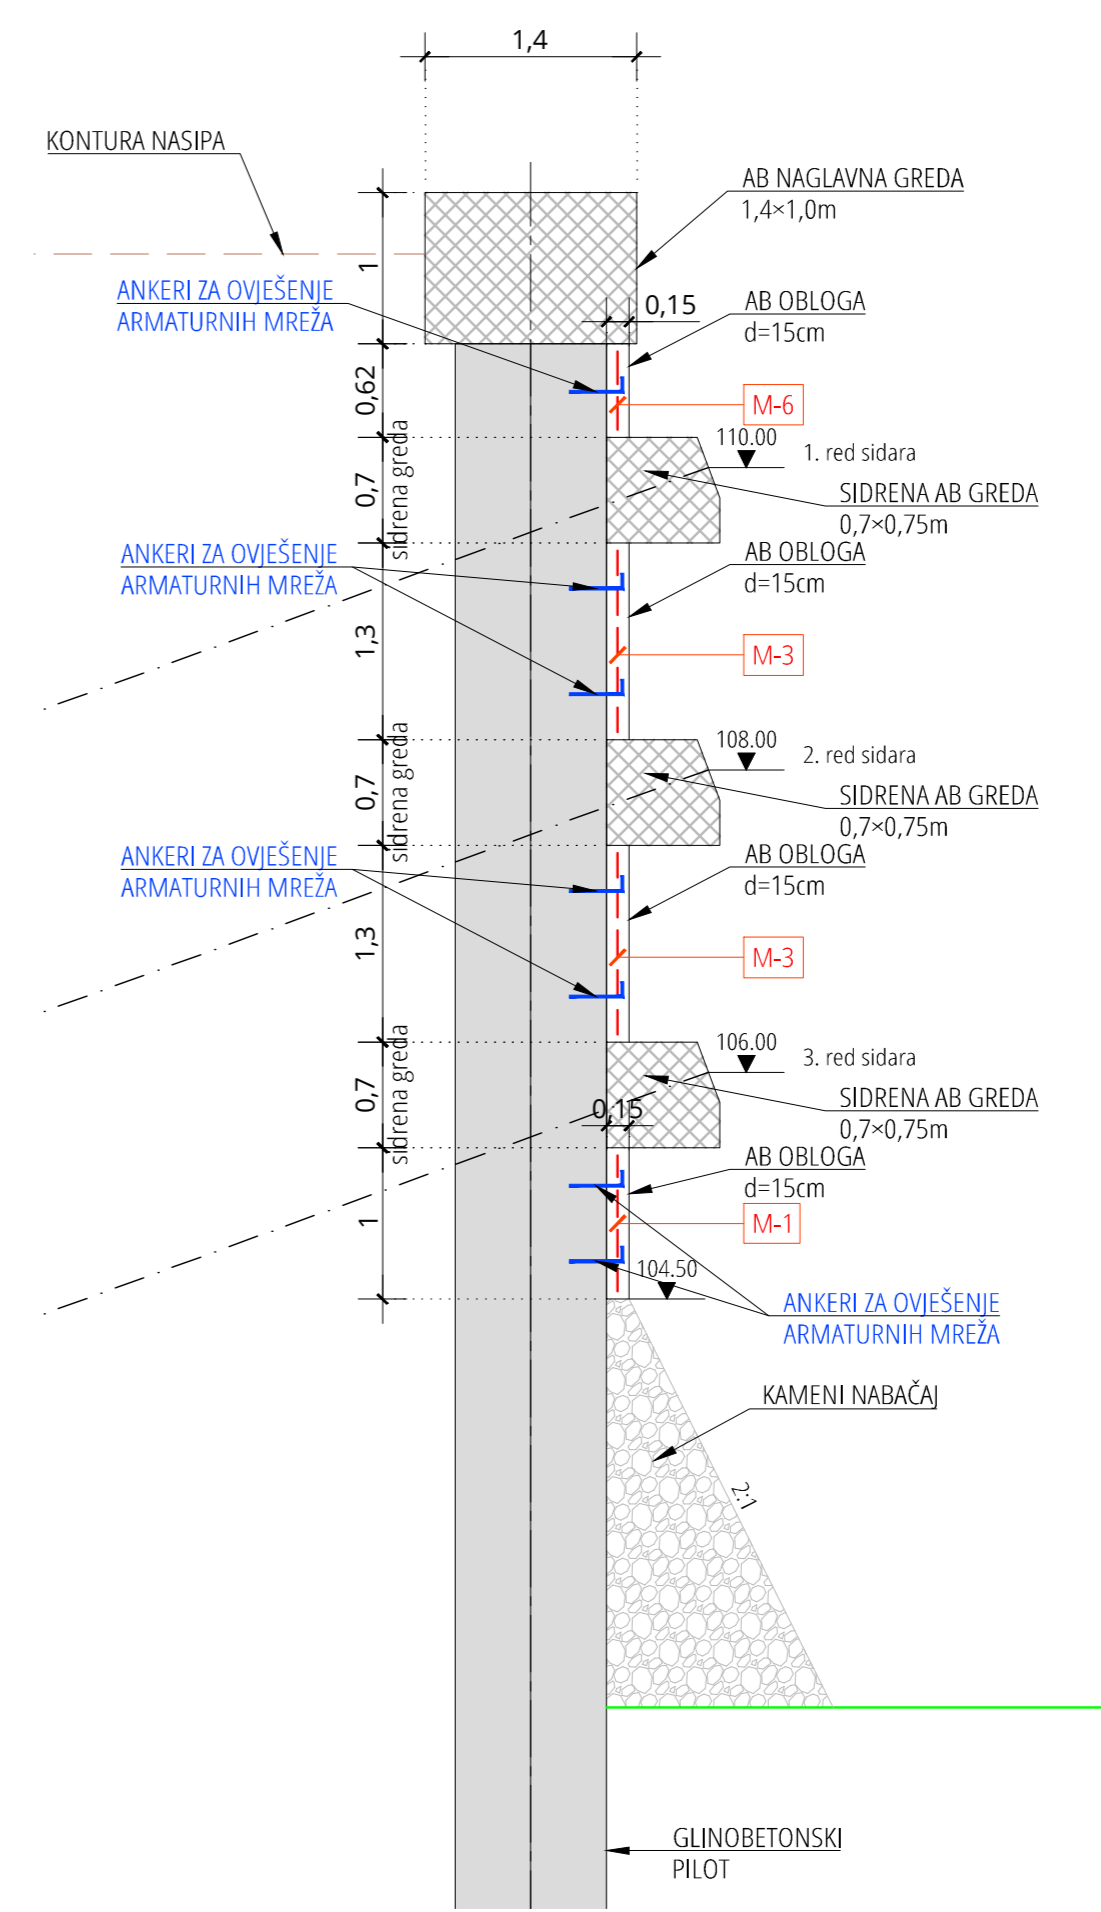 1,4
KONTURA NASIPA
AB NAGLAVNA GREDA
1,4×1,0m
1
ANKERI ZA OVJEŠENJE
ARMATURNIH MREŽA
0,15
AB OBLOGA
d=15cm
0,62
M-6
110.00
1. red sidara
sidrena greda
0,7
SIDRENA AB GREDA
0,7×0,75m
ANKERI ZA OVJEŠENJE
ARMATURNIH MREŽA
AB OBLOGA
d=15cm
1,3
M-3
108.00
2. red sidara
sidrena greda
0,7
SIDRENA AB GREDA
0,7×0,75m
ANKERI ZA OVJEŠENJE
ARMATURNIH MREŽA
AB OBLOGA
d=15cm
1,3
M-3
106.00
3. red sidara
sidrena greda
0,7
SIDRENA AB GREDA
0,7×0,75m
0,15
AB OBLOGA
d=15cm
1
M-1
104.50
ANKERI ZA OVJEŠENJE
ARMATURNIH MREŽA
KAMENI NABAČAJ
2:1
GLINOBETONSKI
PILOT